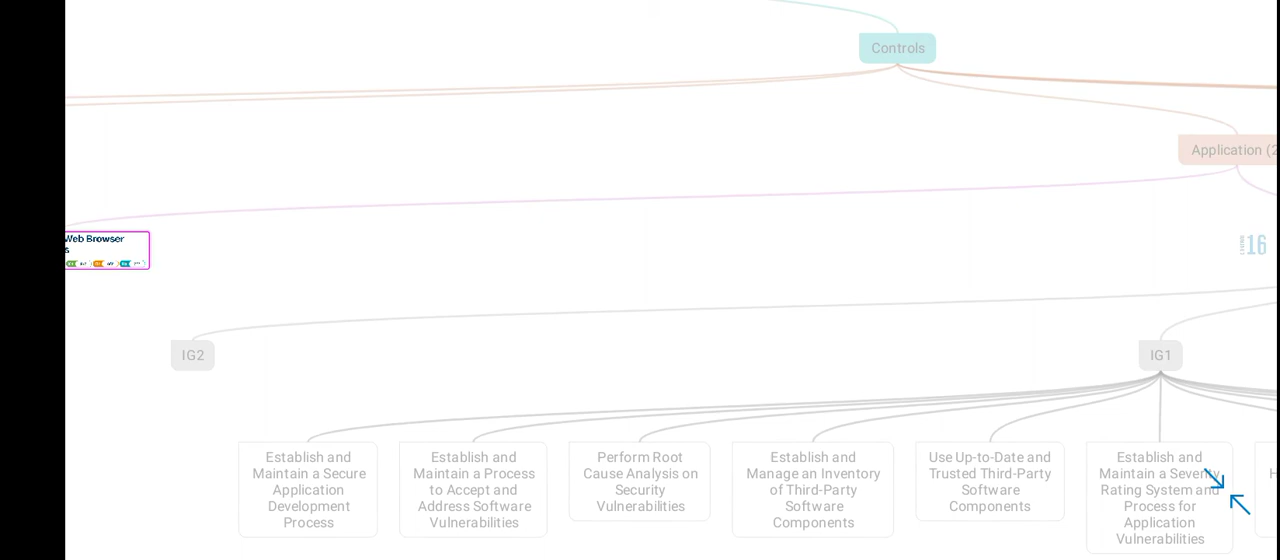 Controls
Application (2
Web Browser
s
16
IG2
IG1
Establish and
Maintain a Secure
Application
Development
Process
Establish and
Maintain a Process
to Accept and
Address Software
Vulnerabilities
Perform Root
Cause Analysis on
Security
Vulnerabilities
Establish and
Manage an Inventory
of Third-Party
Software
Components
Use Up-to-Date and
Trusted Third-Party
Software
Components
Establish and
Maintain a Severity
Rating System and
Process for
Application
Vulnerabilities
H